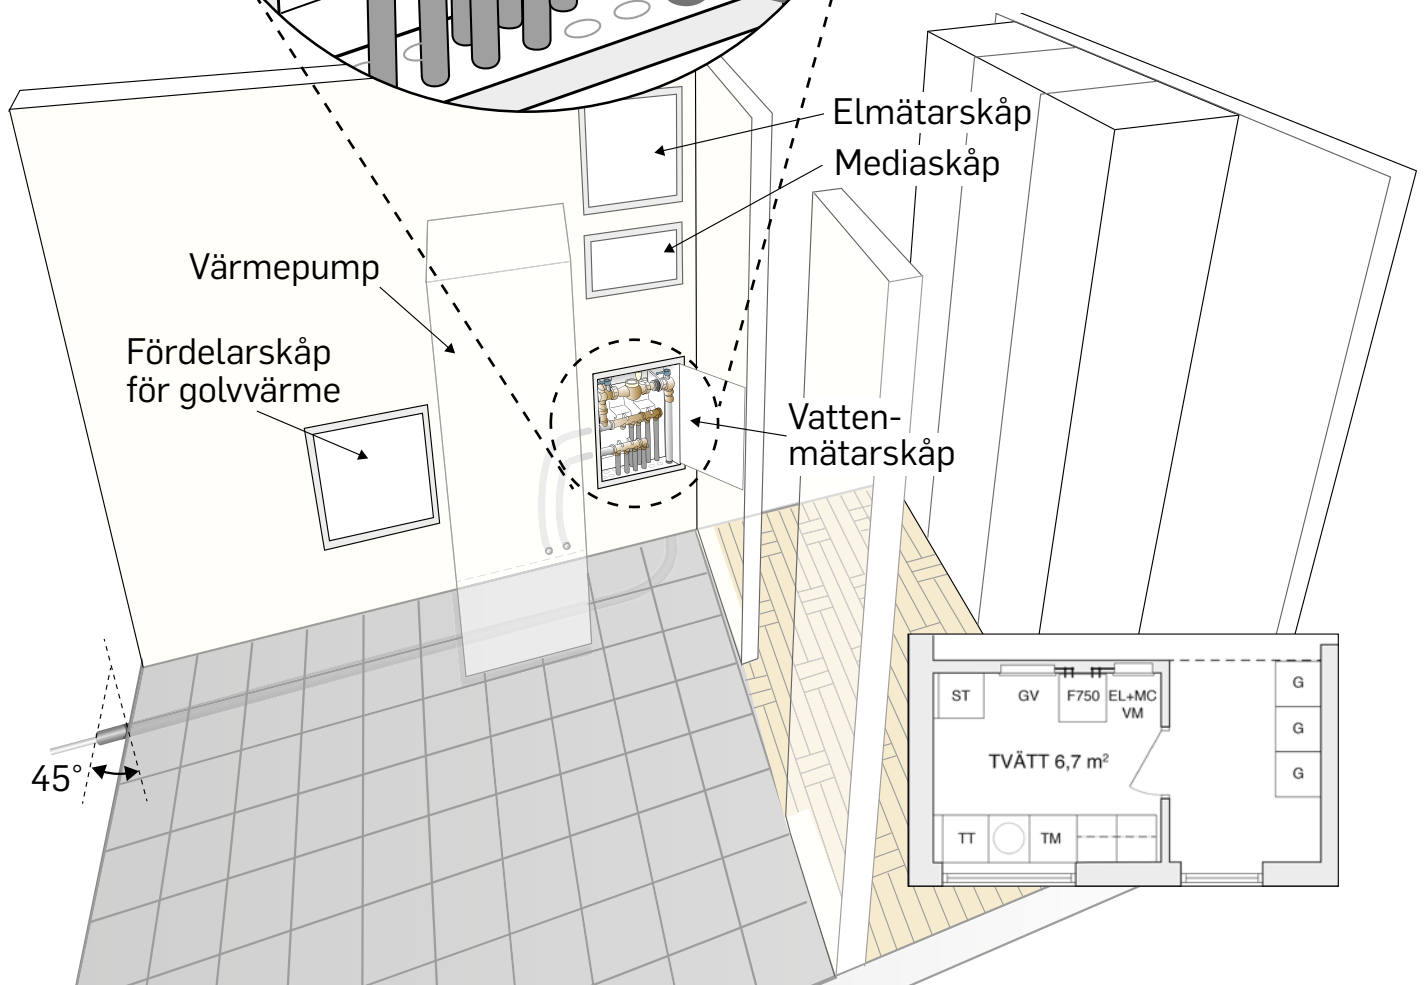 Elmätarskåp
Mediaskåp
Värmepump
Fördelarskåp
för golvvärme
Vatten-
mätarskåp
45°
ST
GV
F750
EL+MC
VM
G
G
G
TVÄTT 6,7 m²
TT
TM